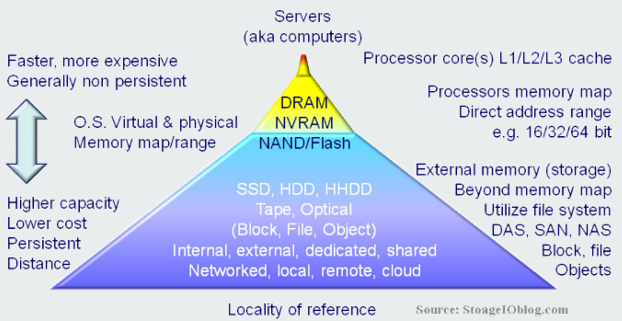 Servers
(aka computers)
Faster, more expensive
Generally non persistent
Processor core(s) L1/L2/L3 cache
Processors memory map
Direct address range
e.g. 16/32/64 bit
DRAM
NVRAM
NAND/Flash
O.S. Virtual & physical
Memory map/range
External memory (storage)
Beyond memory map
Utilize file system
DAS, SAN, NAS
Block, file
Objects
SSD, HDD, HHDD
Tape, Optical
(Block, File, Object)
Internal, external, dedicated, shared
Networked, local, remote, cloud
Higher capacity
Lower cost
Persistent
Distance
Locality of reference
Source: StoageIOblog.com